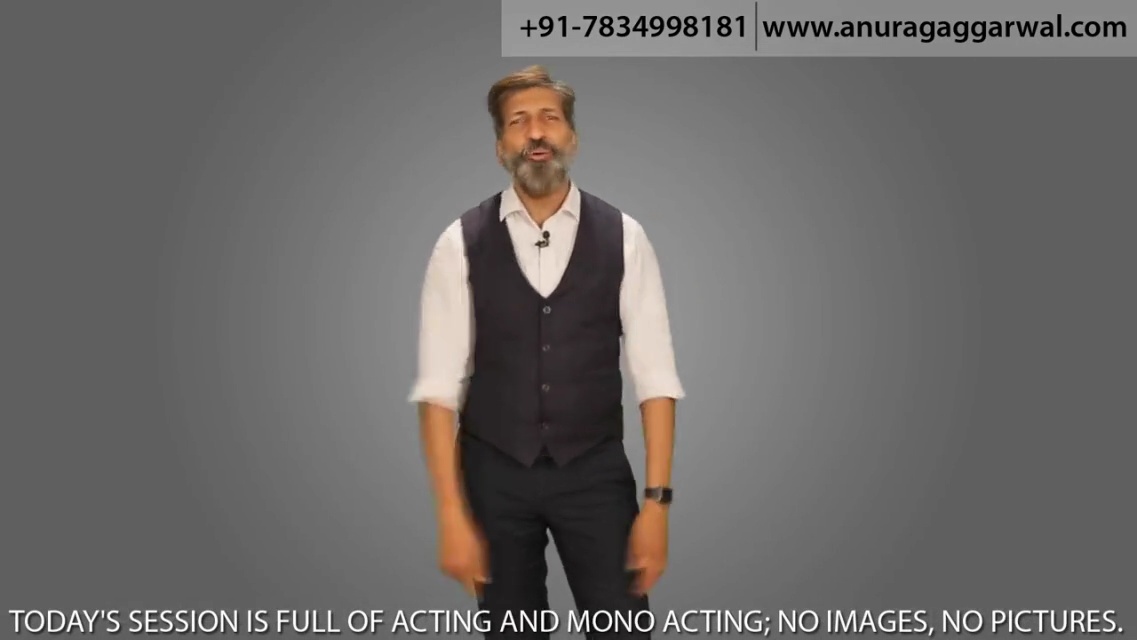 +91-7834998181 | www.anuragaggarwal.com
TODAY'S SESSION IS FULL OF ACTING AND MONO ACTING; NO IMAGES, NO PICTURES.